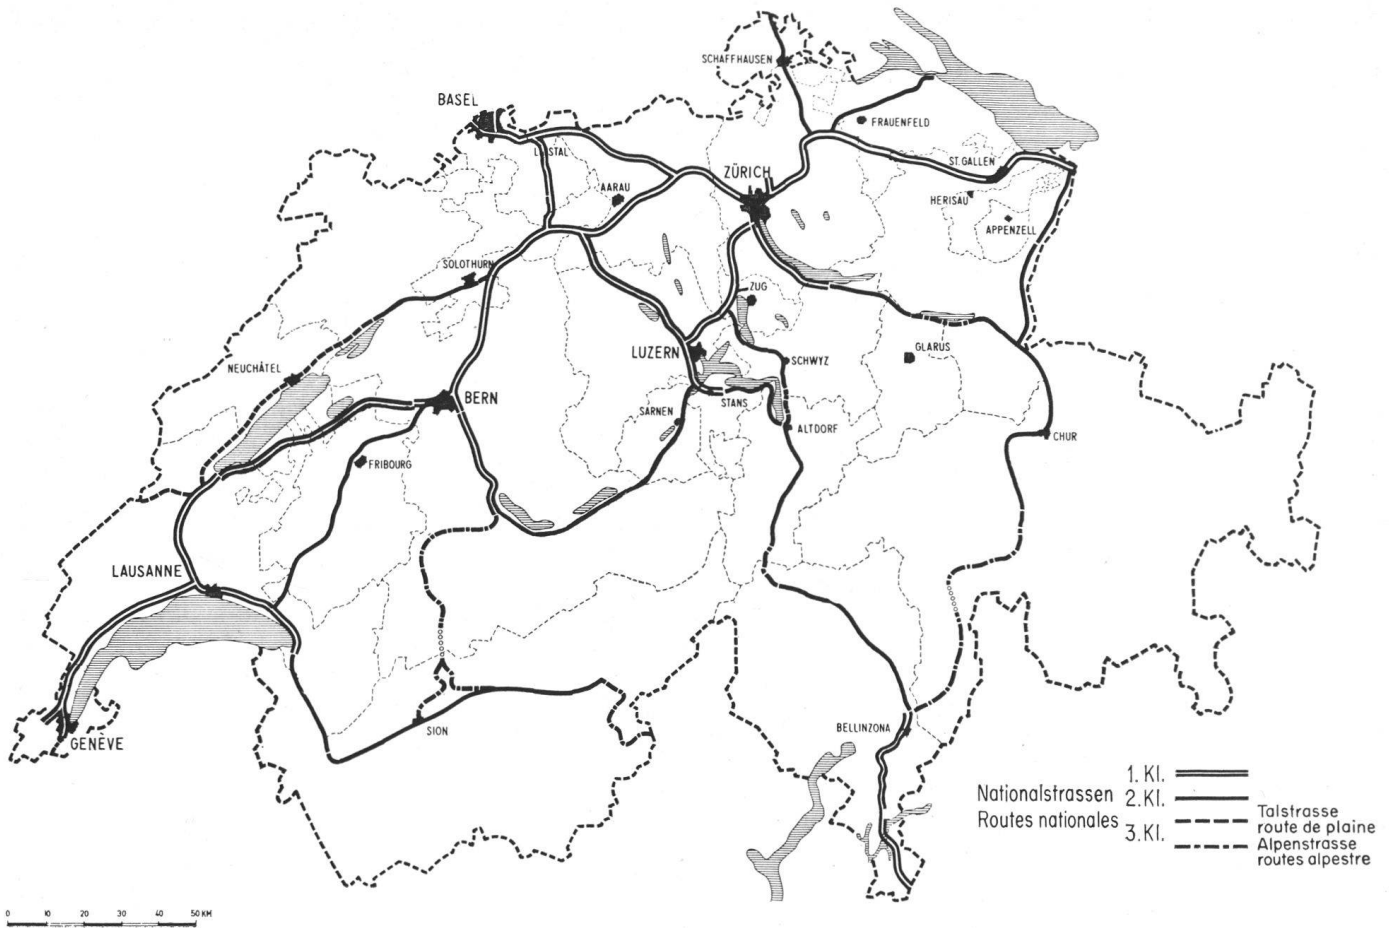 SCHAFFHAUSEN
BASEL
FRAUENFELD
LIESTAL
ST. GALLEN
ZÜRICH
AARAU
HERISAU
APPENZELL
SOLOTHURN
ZUG
LUZERN
GLARUS
SCHWYZ
NEUCHÂTEL
BERN
STANS
SARNEN
ALTDORF
CHUR
FRIBOURG
LAUSANNE
SION
BELLINZONA
GENÈVE
Nationalstrassen
Routes nationales
1. Kl.
2. Kl.
3. Kl.
Talstrasse
route de plaine
Alpenstrasse
routes alpestre
0 10 20 30 40 50 KM